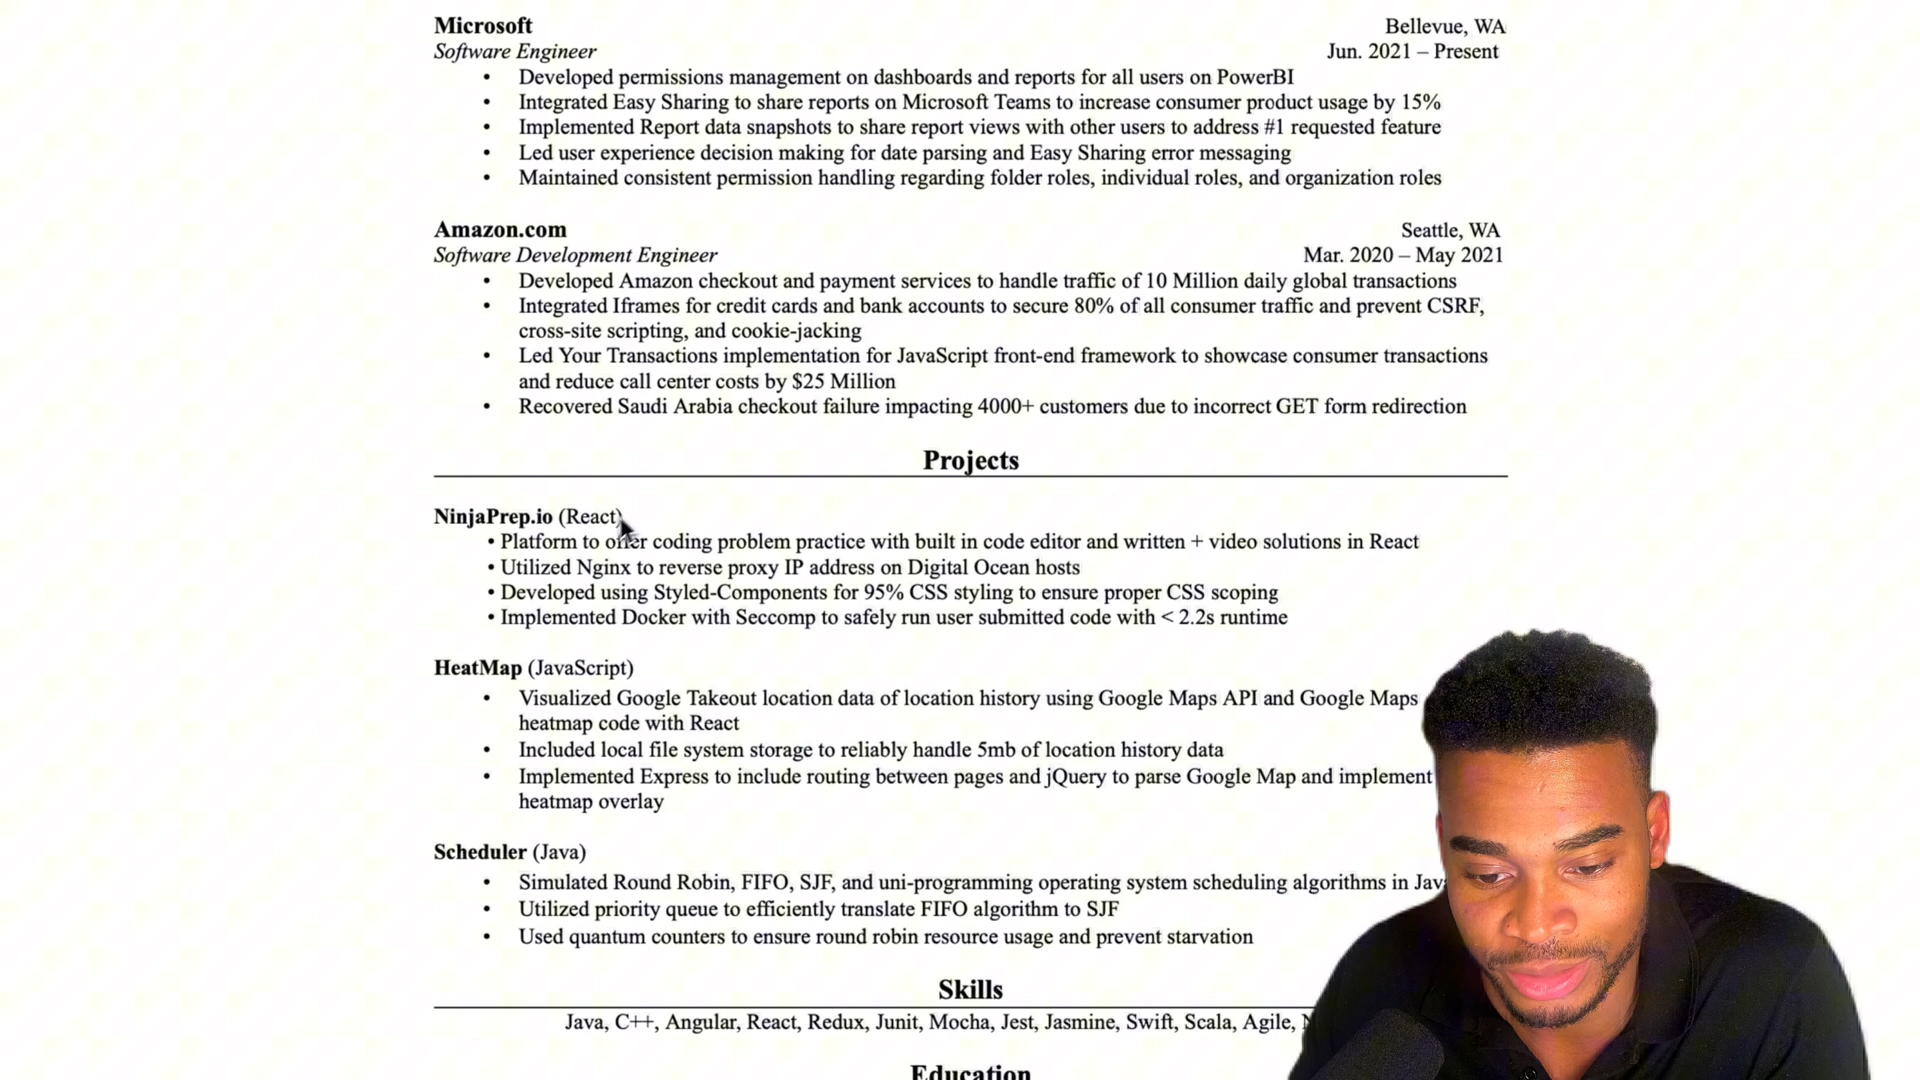 Microsoft Bellevue, WA
Software Engineer Jun. 2021 – Present
• Developed permissions management on dashboards and reports for all users on PowerBI
• Integrated Easy Sharing to share reports on Microsoft Teams to increase consumer product usage by 15%
• Implemented Report data snapshots to share report views with other users to address #1 requested feature
• Led user experience decision making for date parsing and Easy Sharing error messaging
• Maintained consistent permission handling regarding folder roles, individual roles, and organization roles
Amazon.com Seattle, WA
Software Development Engineer Mar. 2020 – May 2021
• Developed Amazon checkout and payment services to handle traffic of 10 Million daily global transactions
• Integrated Iframes for credit cards and bank accounts to secure 80% of all consumer traffic and prevent CSRF,
cross-site scripting, and cookie-jacking
• Led Your Transactions implementation for JavaScript front-end framework to showcase consumer transactions
and reduce call center costs by $25 Million
• Recovered Saudi Arabia checkout failure impacting 4000+ customers due to incorrect GET form redirection
Projects
NinjaPrep.io (React)
• Platform to offer coding problem practice with built in code editor and written + video solutions in React
• Utilized Nginx to reverse proxy IP address on Digital Ocean hosts
• Developed using Styled-Components for 95% CSS styling to ensure proper CSS scoping
• Implemented Docker with Seccomp to safely run user submitted code with < 2.2s runtime
HeatMap (JavaScript)
• Visualized Google Takeout location data of location history using Google Maps API and Google Maps
heatmap code with React
• Included local file system storage to reliably handle 5mb of location history data
• Implemented Express to include routing between pages and jQuery to parse Google Map and implement
heatmap overlay
Scheduler (Java)
• Simulated Round Robin, FIFO, SJF, and uni-programming operating system scheduling algorithms in Java
• Utilized priority queue to efficiently translate FIFO algorithm to SJF
• Used quantum counters to ensure round robin resource usage and prevent starvation
Skills
Java, C++, Angular, React, Redux, Junit, Mocha, Jest, Jasmine, Swift, Scala, Agile,
Education